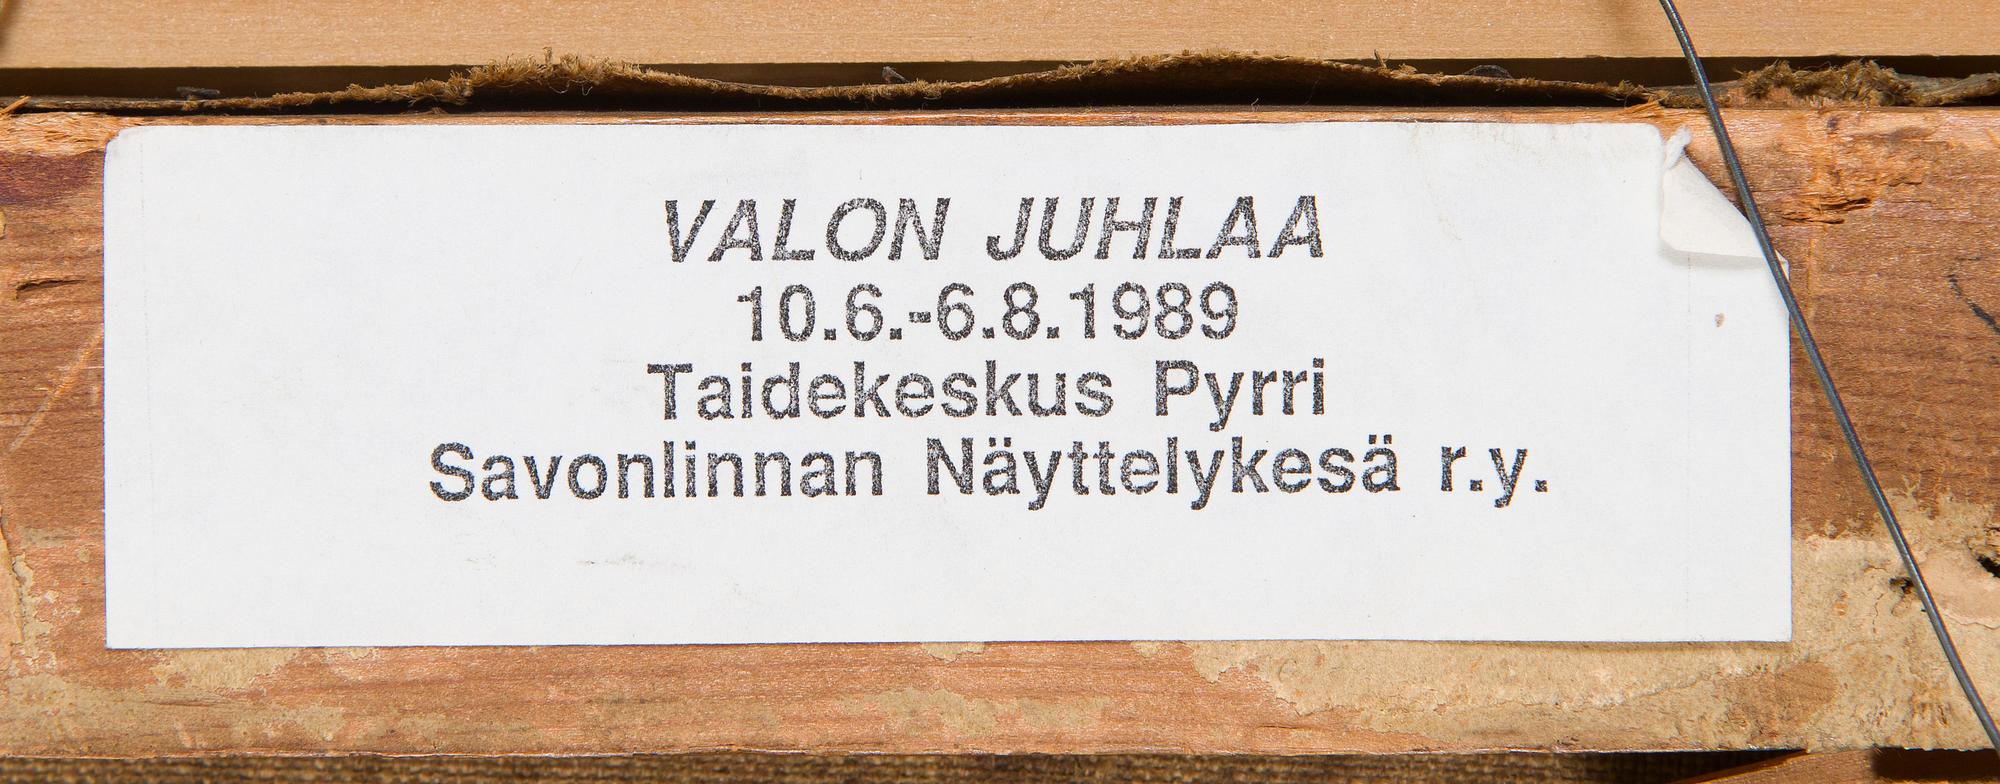 VALON JUHLAA
10.6.-6.8.1989
Taidekeskus Pyrri
Savonlinnan Näyttelykesä r.y.